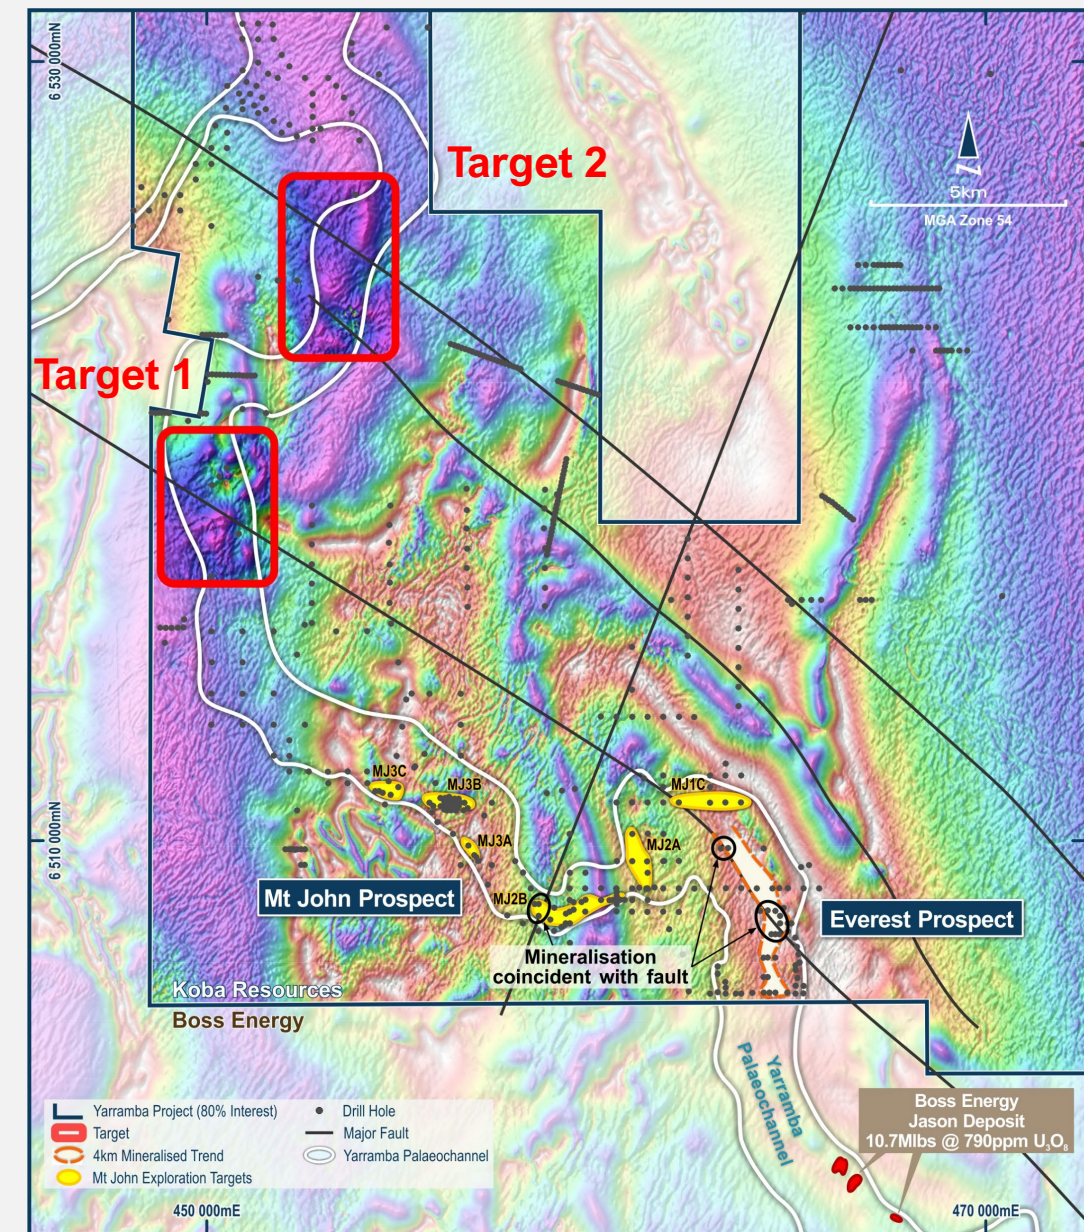 6 530 000mN
Target 2
N
5km
MGA Zone 54
Target 1
MJ3C
MJ3B
MJ1C
MJ3A
MJ2A
6 510 000mN
Mt John Prospect
MJ2B
Everest Prospect
Mineralisation
coincident with fault
Koba Resources
Boss Energy
Yarramba
Palaeochannel
Boss Energy
Jason Deposit
10.7Mlbs @ 790ppm U₃O₈
Yarramba Project (80% Interest)
Target
4km Mineralised Trend
Mt John Exploration Targets
Drill Hole
Major Fault
Yarramba Palaeochannel
450 000mE
470 000mE